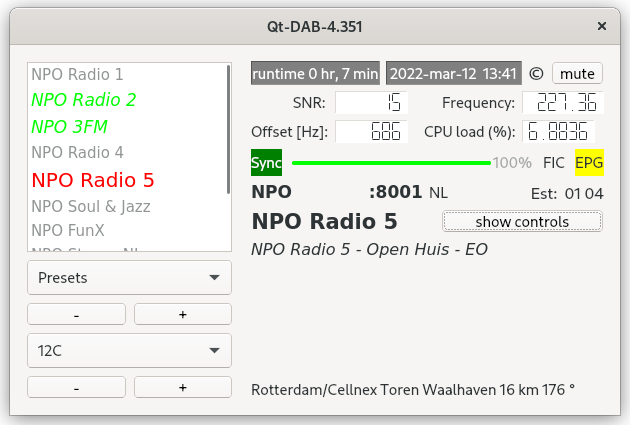 Qt-DAB-4.351 ×
NPO Radio 1
NPO Radio 2
NPO 3FM
NPO Radio 4
NPO Radio 5
NPO Soul & Jazz
NPO FunX
Presets
- +
12C
- +
runtime 0 hr, 7 min 2022-mar-12 13:41 © mute
SNR: 15 Frequency: 227.36
Offset [Hz]: 686 CPU load (%): 6.8836
Sync 100% FIC EPG
NPO :8001 NL Est: 01 04
NPO Radio 5 show controls
NPO Radio 5 - Open Huis - EO
Rotterdam/Cellnex Toren Waalhaven 16 km 176 °